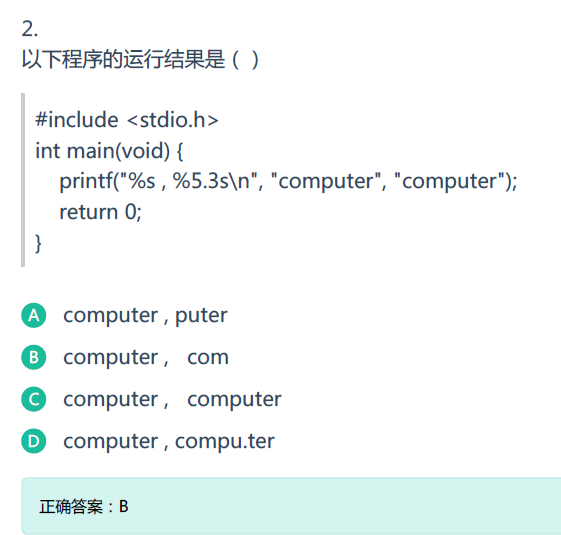 2.
以下程序的运行结果是（ ）
#include <stdio.h>
int main(void) {
    printf("%s , %5.3s\n", "computer", "computer");
    return 0;
}
A computer , puter
B computer ,   com
C computer ,   computer
D computer , compu.ter
正确答案：B